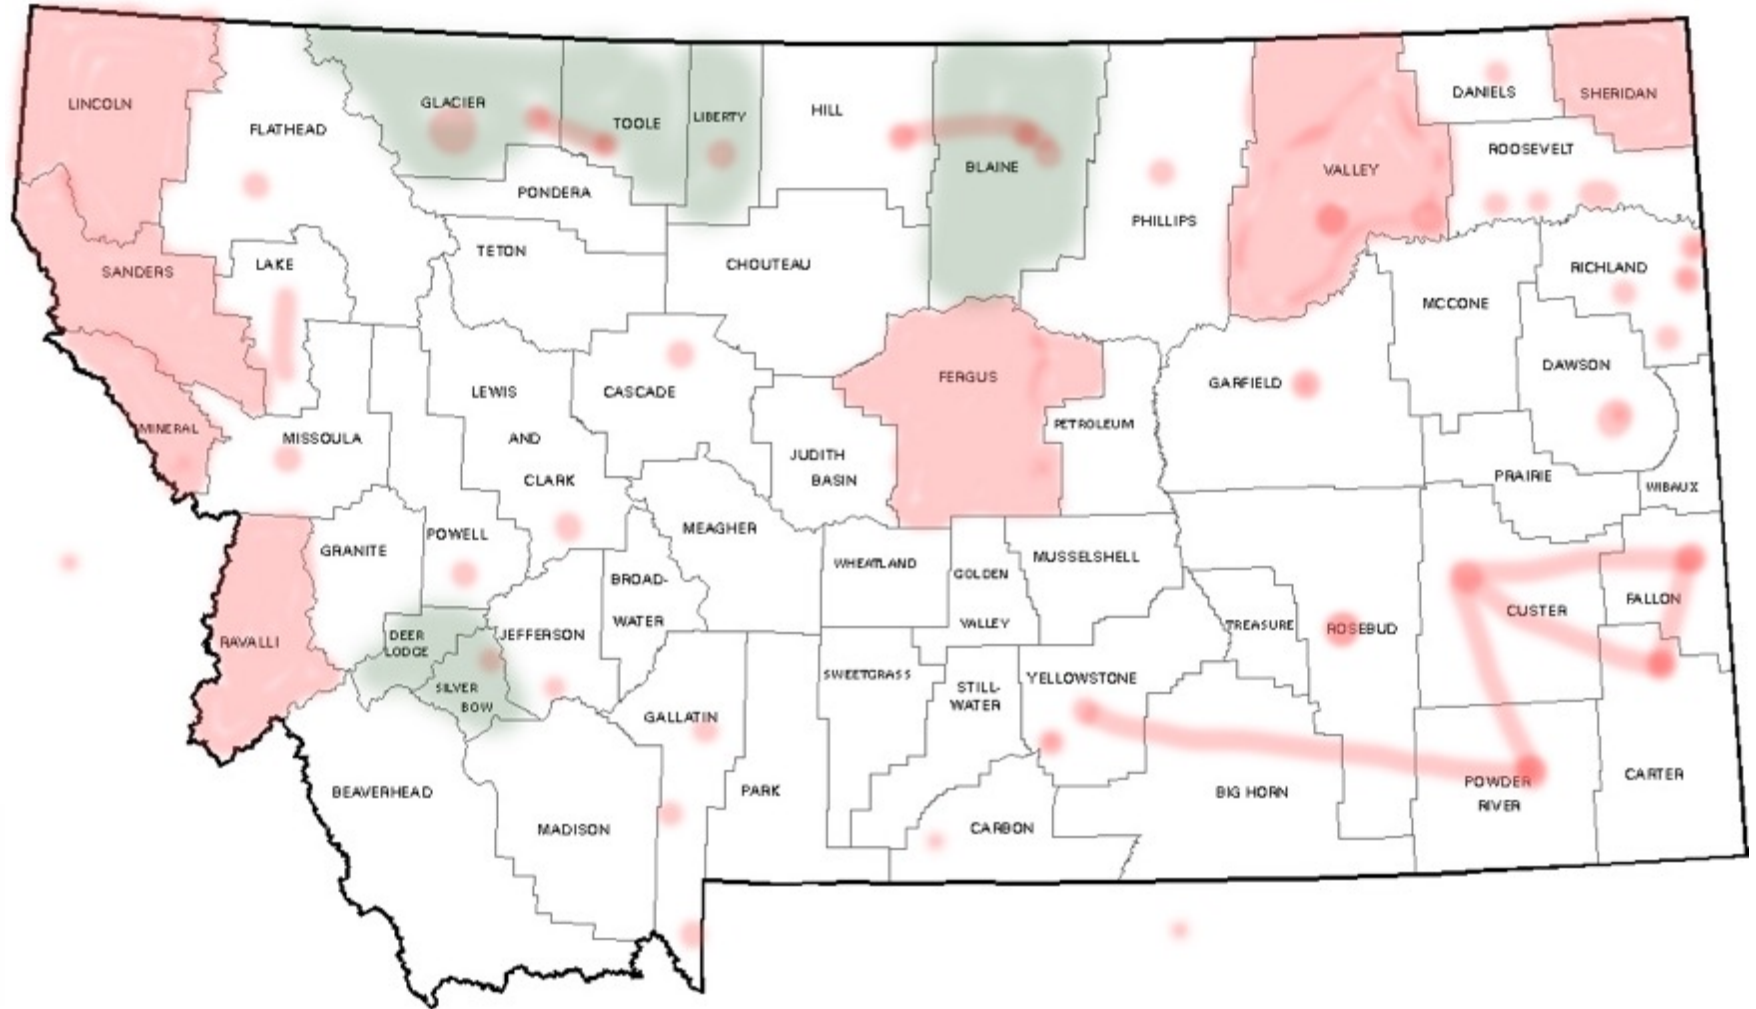 LINCOLN
FLATHEAD
GLACIER
TOOLE
LIBERTY
HILL
BLAINE
PHILLIPS
VALLEY
DANIELS
SHERIDAN
ROOSEVELT
PONDERA
TETON
CHOUTEAU
SANDERS
LAKE
RICHLAND
MCCONE
DAWSON
GARFIELD
FERGUS
PETROLEUM
CASCADE
LEWIS
AND
CLARK
MINERAL
MISSOULA
JUDITH
BASIN
PRAIRIE
WIBAUX
MEAGHER
POWELL
GRANITE
BROAD-
WATER
WHEATLAND
GOLDEN
VALLEY
MUSSELSHELL
TREASURE
ROSEBUD
CUSTER
FALLON
RAVALLI
DEER
LODGE
JEFFERSON
SILVER
BOW
GALLATIN
SWEETGRASS
STILL-
WATER
YELLOWSTONE
BEAVERHEAD
MADISON
PARK
CARBON
BIG HORN
POWDER
RIVER
CARTER